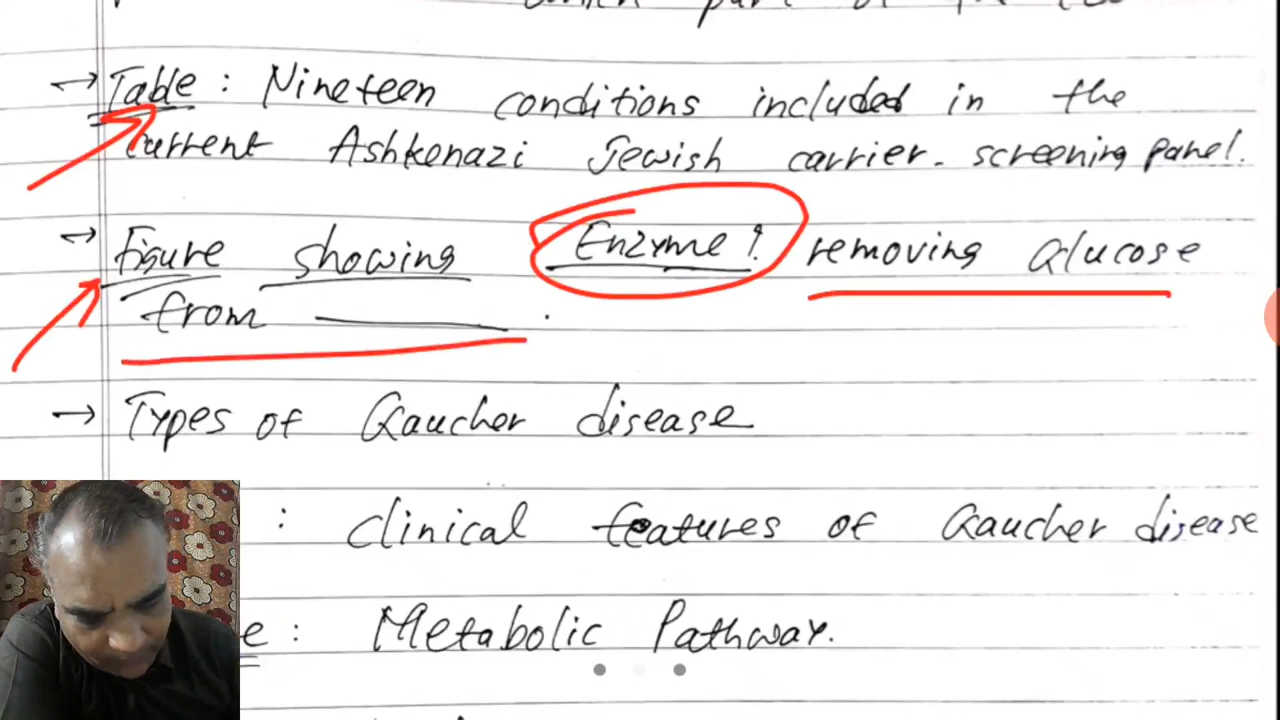 → Table : Nineteen conditions included in the
current Ashkenazi Jewish carrier- screening panel.
→ Figure showing Enzyme? removing Glucose
from ______ .
→ Types of Gaucher disease
: Clinical features of Gaucher disease
e : Metabolic Pathway.